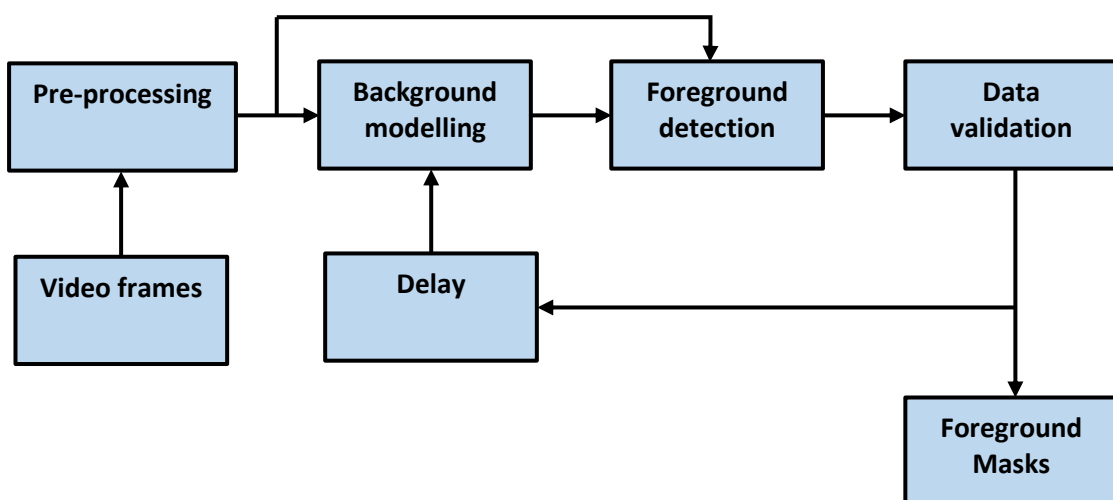 Pre-processing
Background
modelling
Foreground
detection
Data
validation
Video frames
Delay
Foreground
Masks